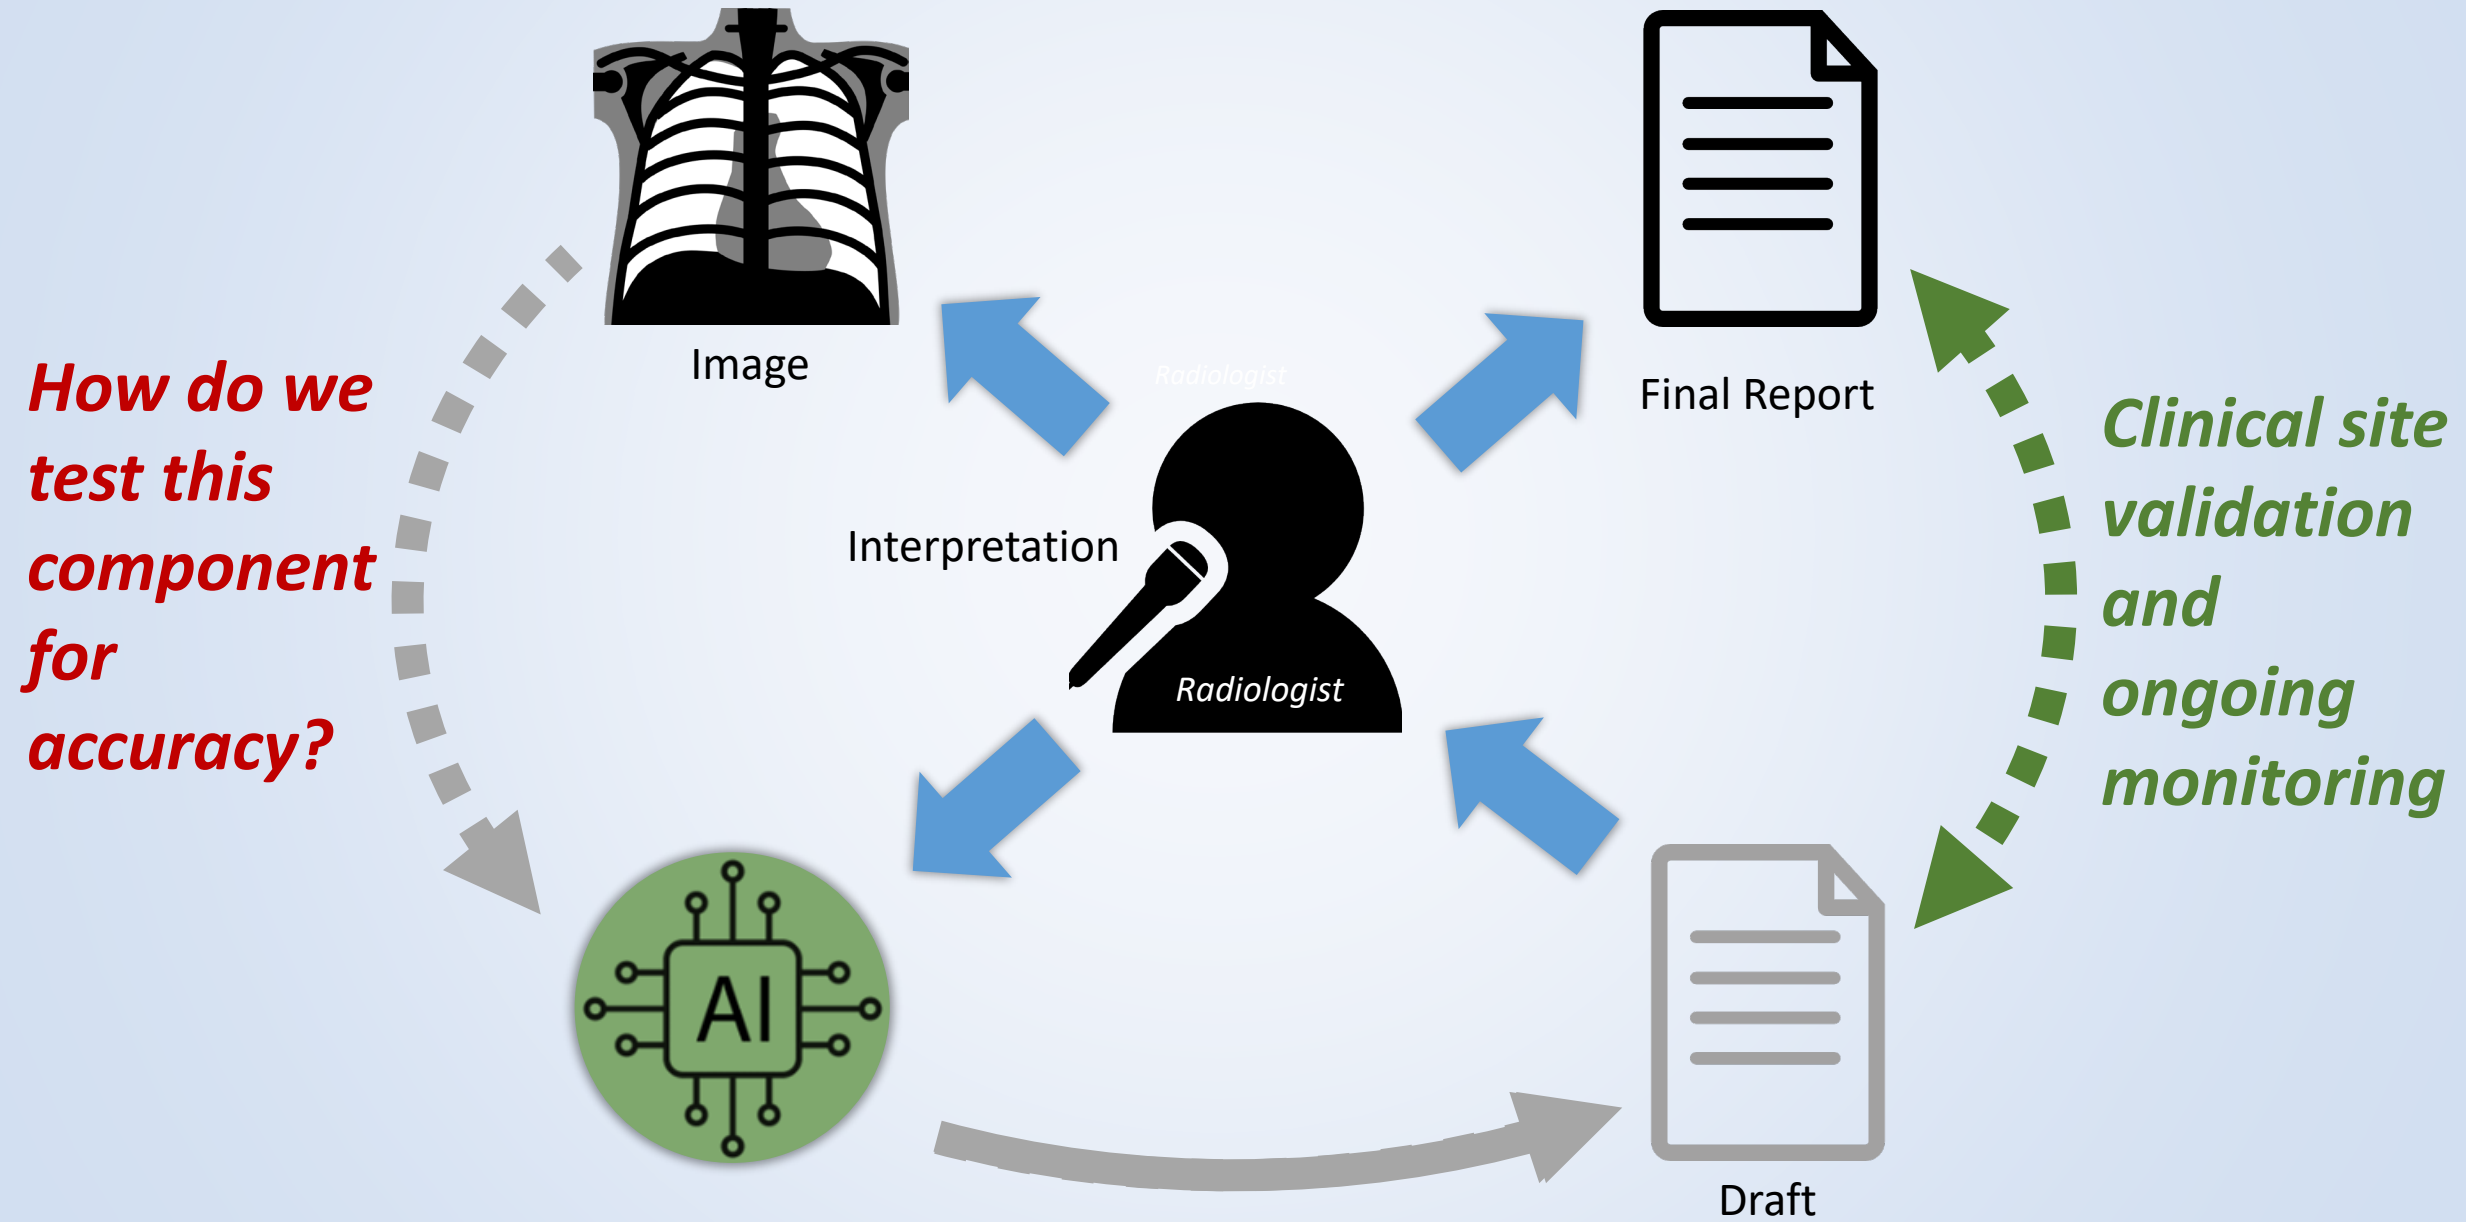 Image
Radiologist
Final Report
How do we
test this
component
for
accuracy?
Interpretation
Radiologist
Clinical site
validation
and
ongoing
monitoring
AI
Draft